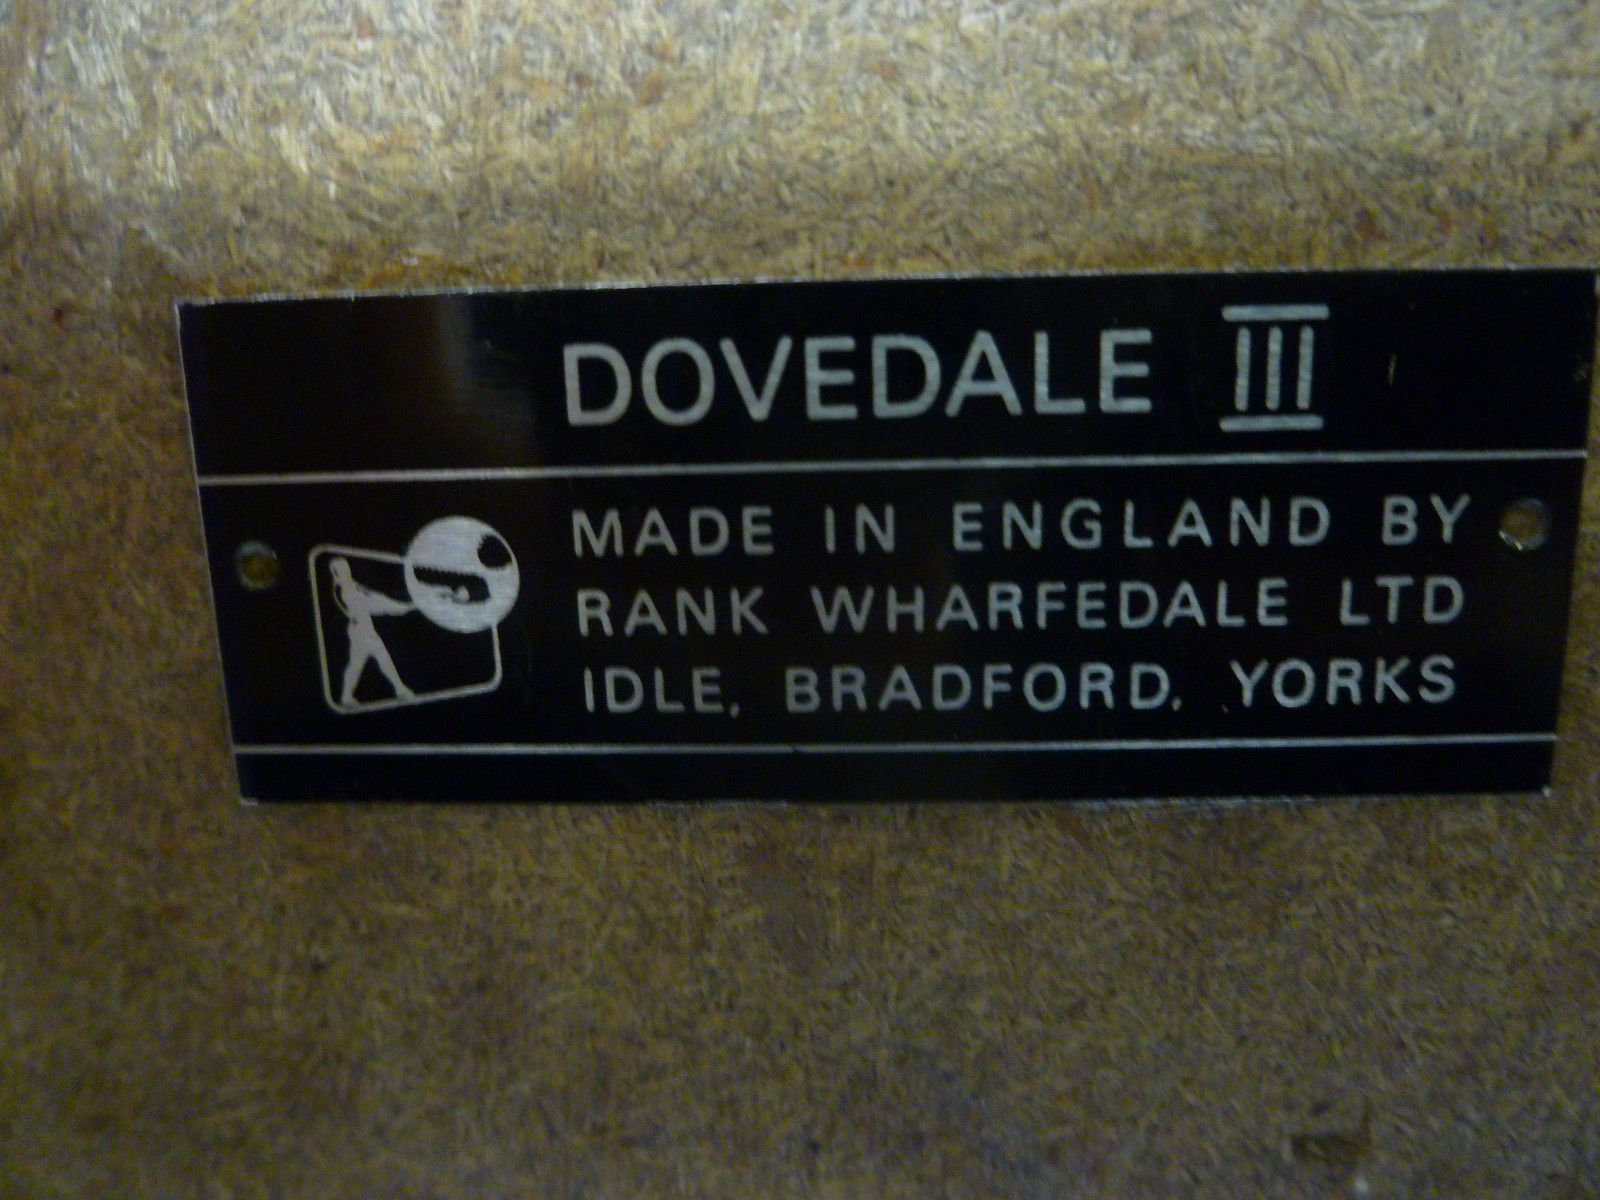 DOVEDALE III
MADE IN ENGLAND BY
RANK WHARFEDALE LTD
IDLE, BRADFORD, YORKS